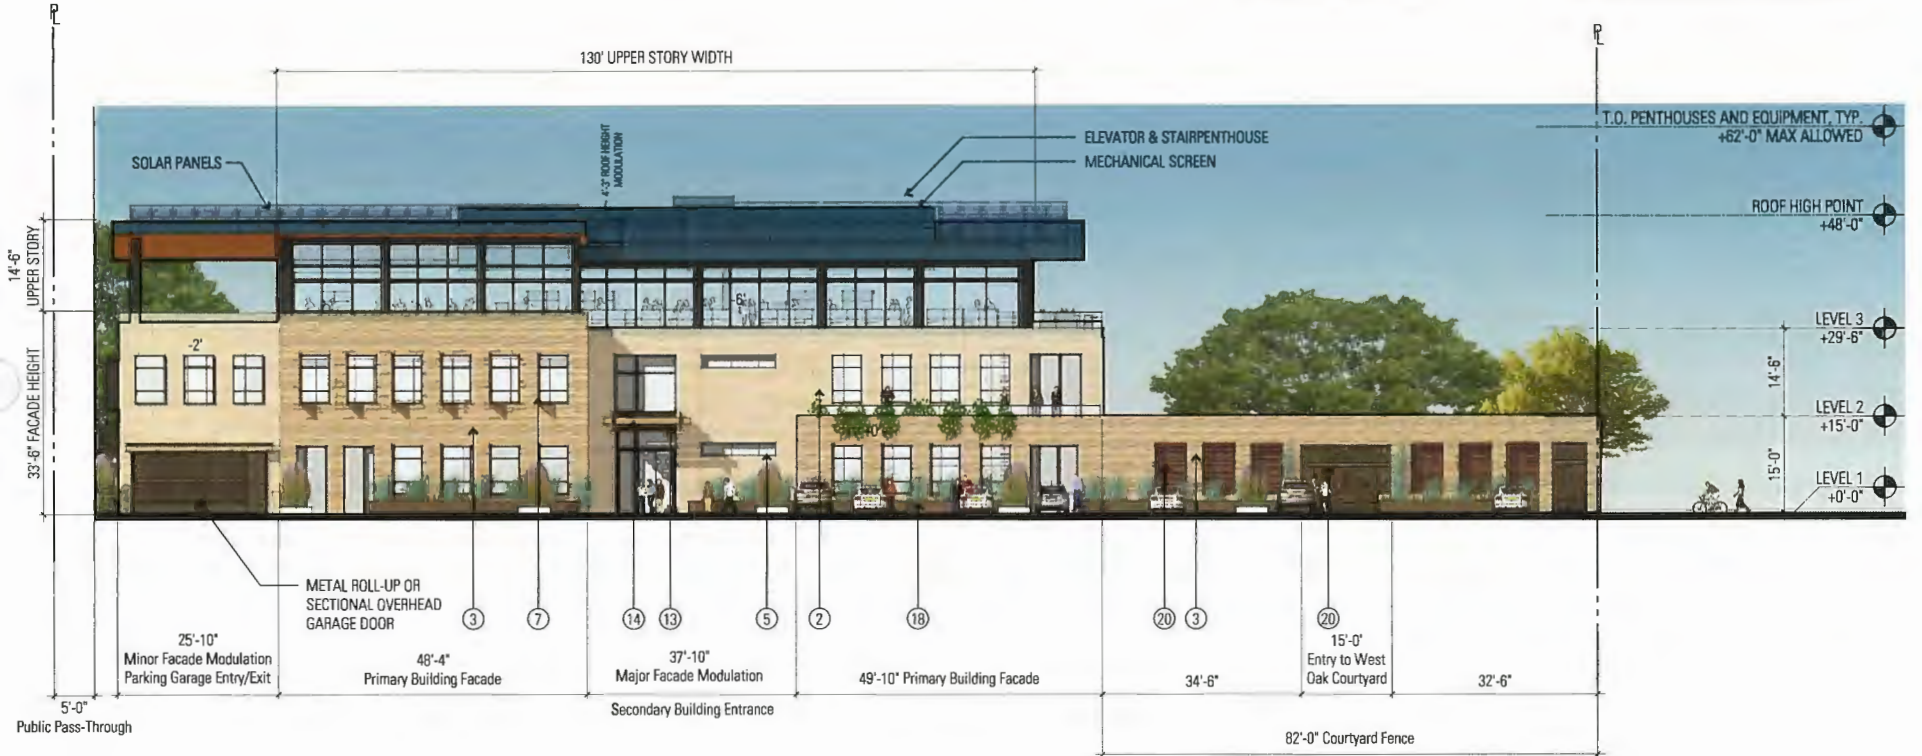 PL
PL
130' UPPER STORY WIDTH
T.O. PENTHOUSES AND EQUIPMENT, TYP.
+62'-0" MAX ALLOWED
4'-3" ROOF HEIGHT
MODULATION
ELEVATOR & STAIRPENTHOUSE
MECHANICAL SCREEN
SOLAR PANELS
ROOF HIGH POINT
+48'-0"
14'-6"
UPPER STORY
-6'
LEVEL 3
+29'-6"
-2'
33'-6" FACADE HEIGHT
14'-6"
LEVEL 2
+15'-0"
15'-0"
LEVEL 1
+0'-0"
METAL ROLL-UP OR
SECTIONAL OVERHEAD
GARAGE DOOR
3
7
14
13
5
2
18
20
3
20
25'-10"
Minor Facade Modulation
Parking Garage Entry/Exit
48'-4"
Primary Building Facade
37'-10"
Major Facade Modulation
49'-10" Primary Building Facade
34'-6"
15'-0"
Entry to West
Oak Courtyard
32'-6"
5'-0"
Public Pass-Through
Secondary Building Entrance
82'-0" Courtyard Fence